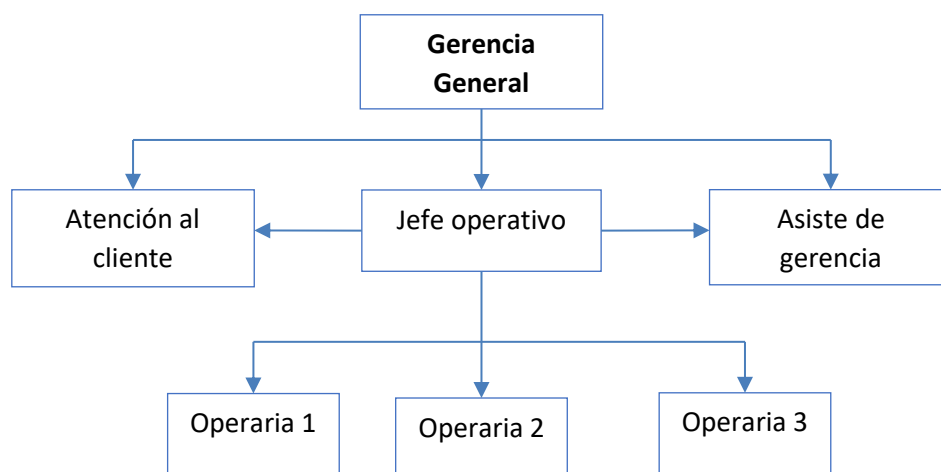 Gerencia
General
Atención al
cliente
Jefe operativo
Asiste de
gerencia
Operaria 1
Operaria 2
Operaria 3